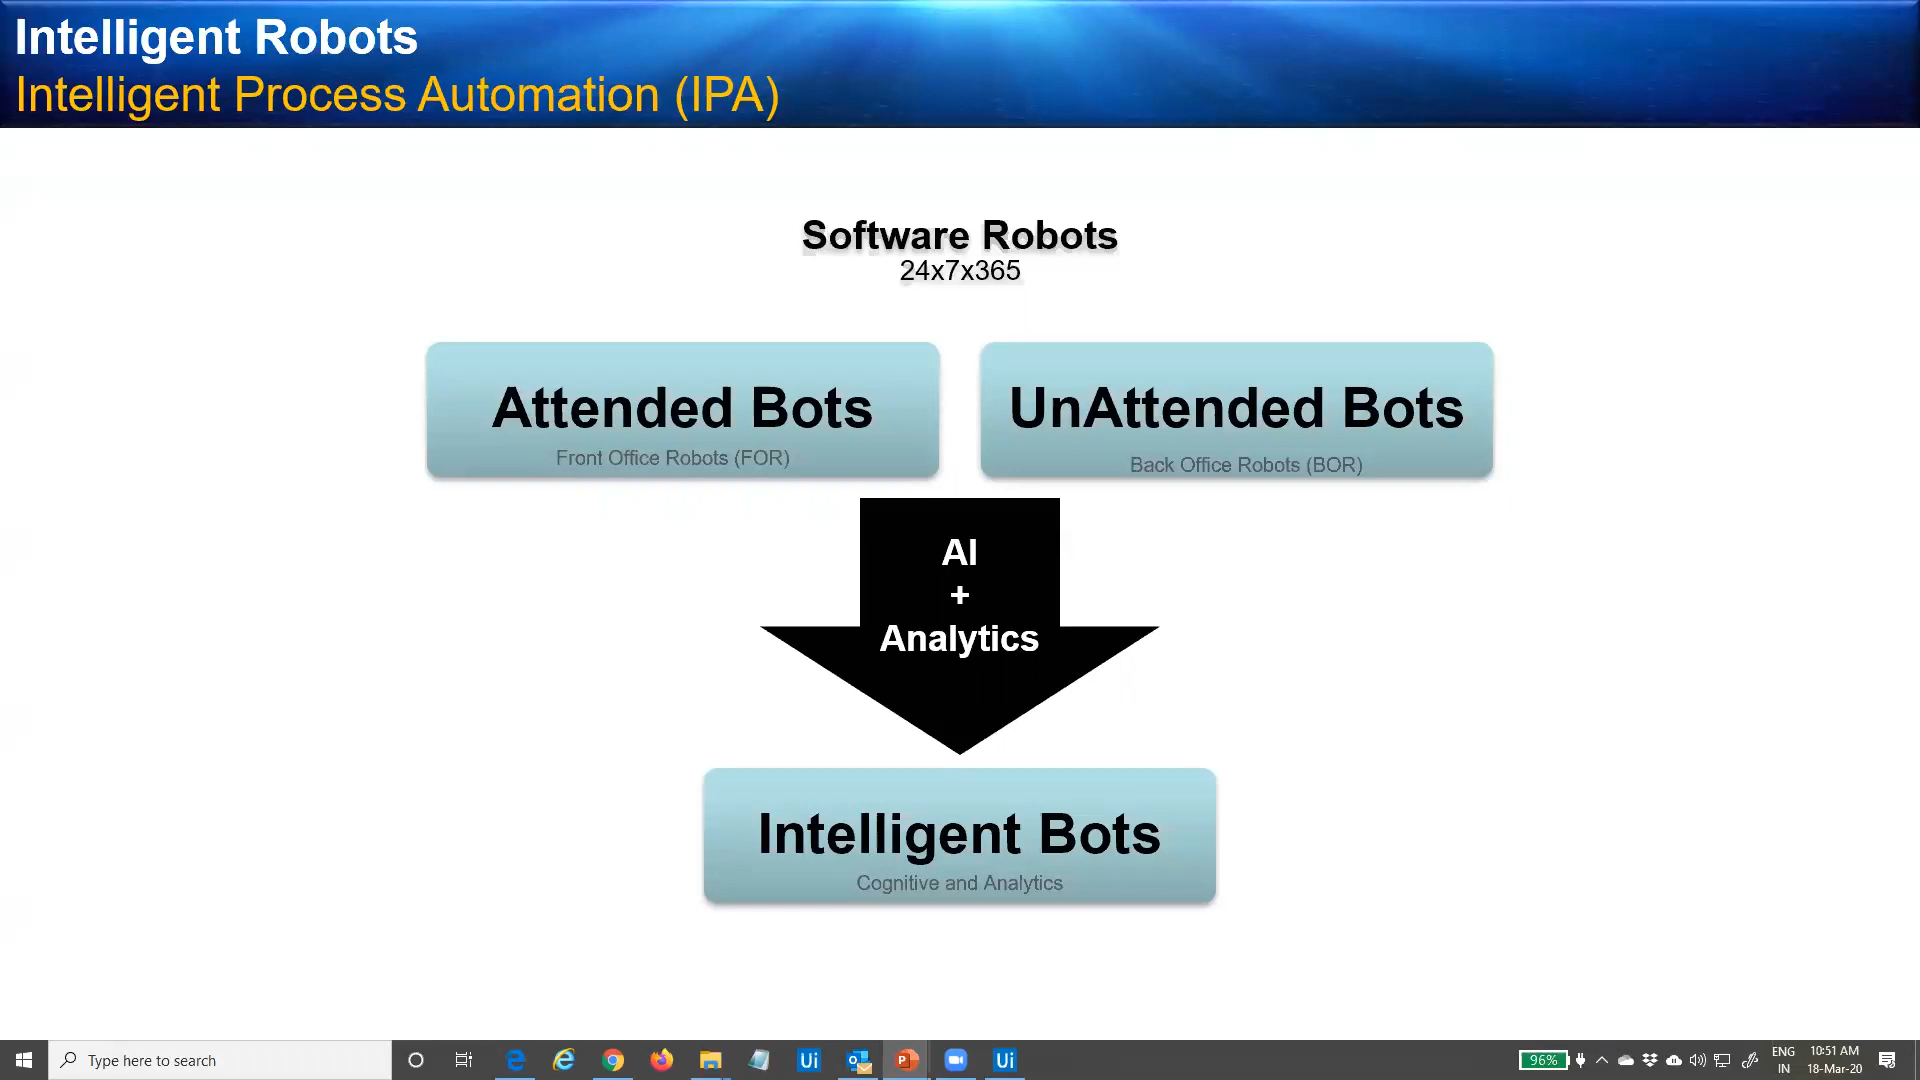 Intelligent Robots
Intelligent Process Automation (IPA)
Software Robots
24x7x365
Attended Bots
Front Office Robots (FOR)
UnAttended Bots
Back Office Robots (BOR)
AI
+
Analytics
Intelligent Bots
Cognitive and Analytics
Type here to search
Ui
Ui
96%
ENG
IN
10:51 AM
18-Mar-20